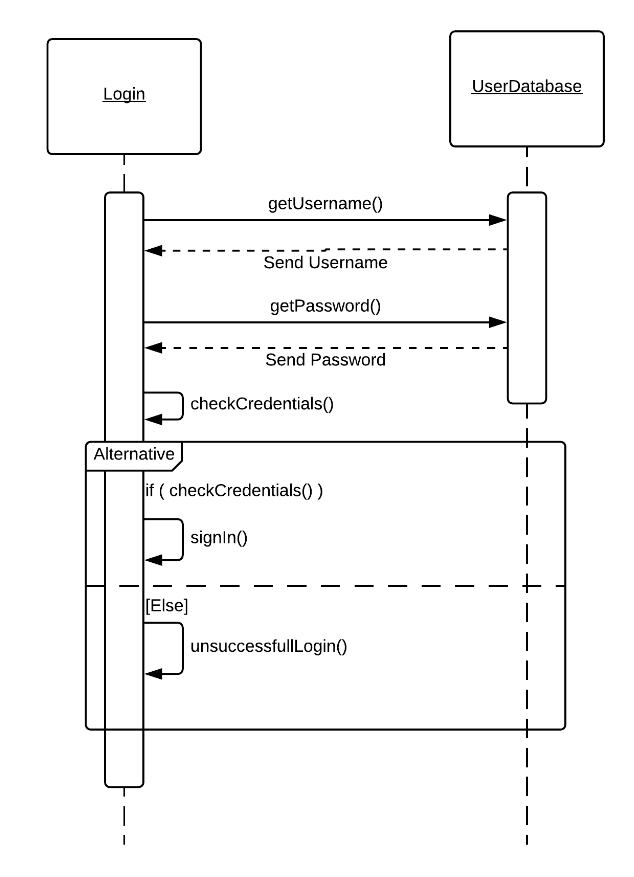 Login
UserDatabase
getUsername()
Send Username
getPassword()
Send Password
checkCredentials()
Alternative
if ( checkCredentials() )
signIn()
[Else]
unsuccessfullLogin()